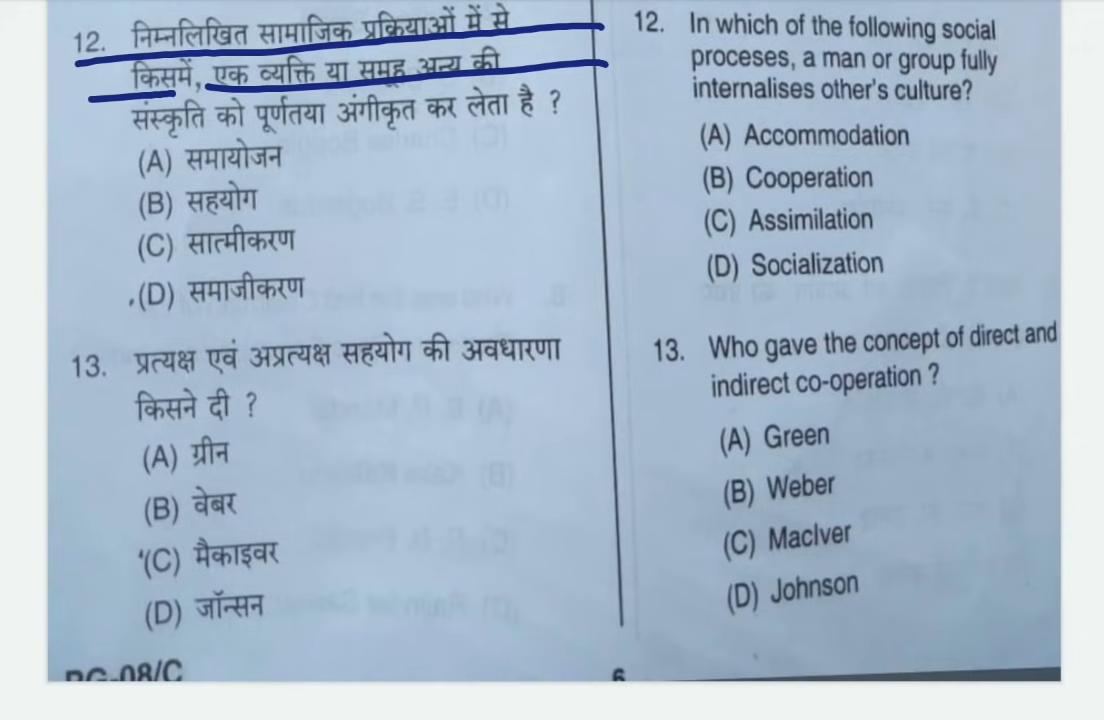 12. निम्नलिखित सामाजिक प्रक्रियाओं में से
किसमें, एक व्यक्ति या समूह अन्य की
संस्कृति को पूर्णतया अंगीकृत कर लेता है ?
(A) समायोजन
(B) सहयोग
(C) सात्मीकरण
(D) समाजीकरण
13. प्रत्यक्ष एवं अप्रत्यक्ष सहयोग की अवधारणा
किसने दी ?
(A) ग्रीन
(B) वेबर
(C) मैकाइवर
(D) जॉन्सन
12. In which of the following social
proceses, a man or group fully
internalises other's culture?
(A) Accommodation
(B) Cooperation
(C) Assimilation
(D) Socialization
13. Who gave the concept of direct and
indirect co-operation ?
(A) Green
(B) Weber
(C) MacIver
(D) Johnson
PG-08/C
6